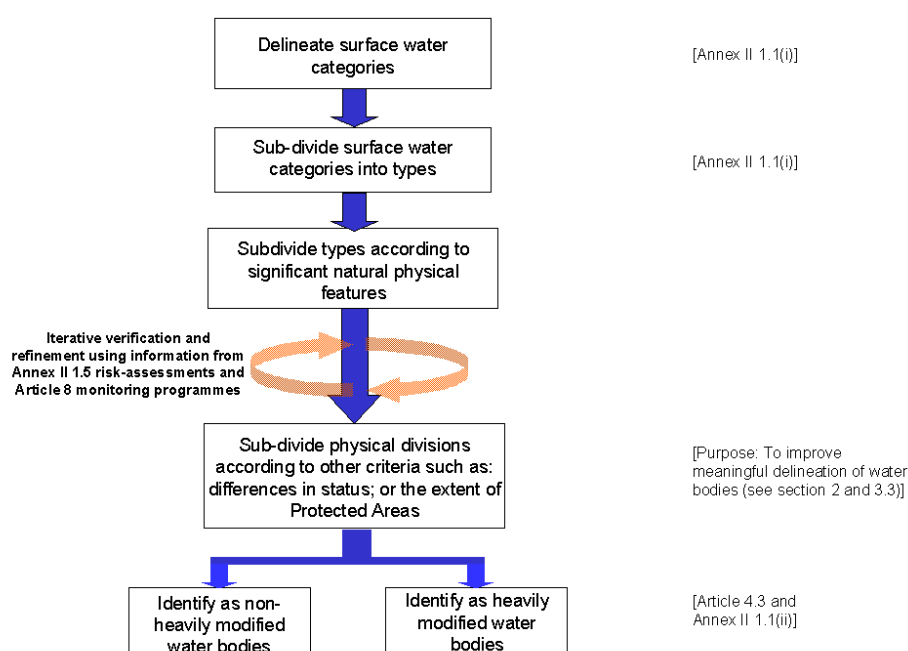 Delineate surface water
categories
[Annex II 1.1(i)]
Sub-divide surface water
categories into types
[Annex II 1.1(i)]
Subdivide types according to
significant natural physical
features
Iterative verification and
refinement using information from
Annex II 1.5 risk-assessments and
Article 8 monitoring programmes
Sub-divide physical divisions
according to other criteria such as:
differences in status; or the extent of
Protected Areas
[Purpose: To improve
meaningful delineation of water
bodies (see section 2 and 3.3)]
Identify as non-
heavily modified
water bodies
Identify as heavily
modified water
bodies
[Article 4.3 and
Annex II 1.1(ii)]